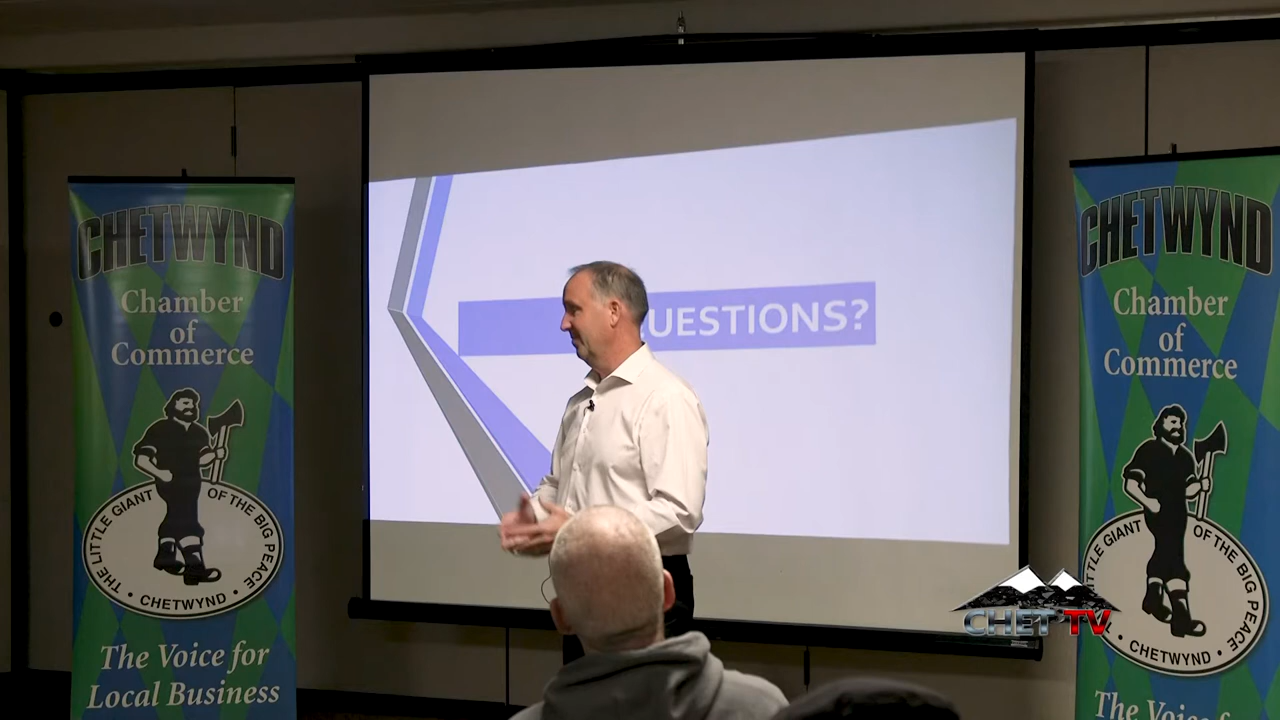 CHETWYND
Chamber
of
Commerce
THE LITTLE GIANT OF THE BIG PEACE
• CHETWYND •
The Voice for
Local Business
UESTIONS?
CHETWYND
Chamber
of
Commerce
LITTLE GIANT OF THE BIG PEACE
• CHETWYND •
The Voice
CHET TV